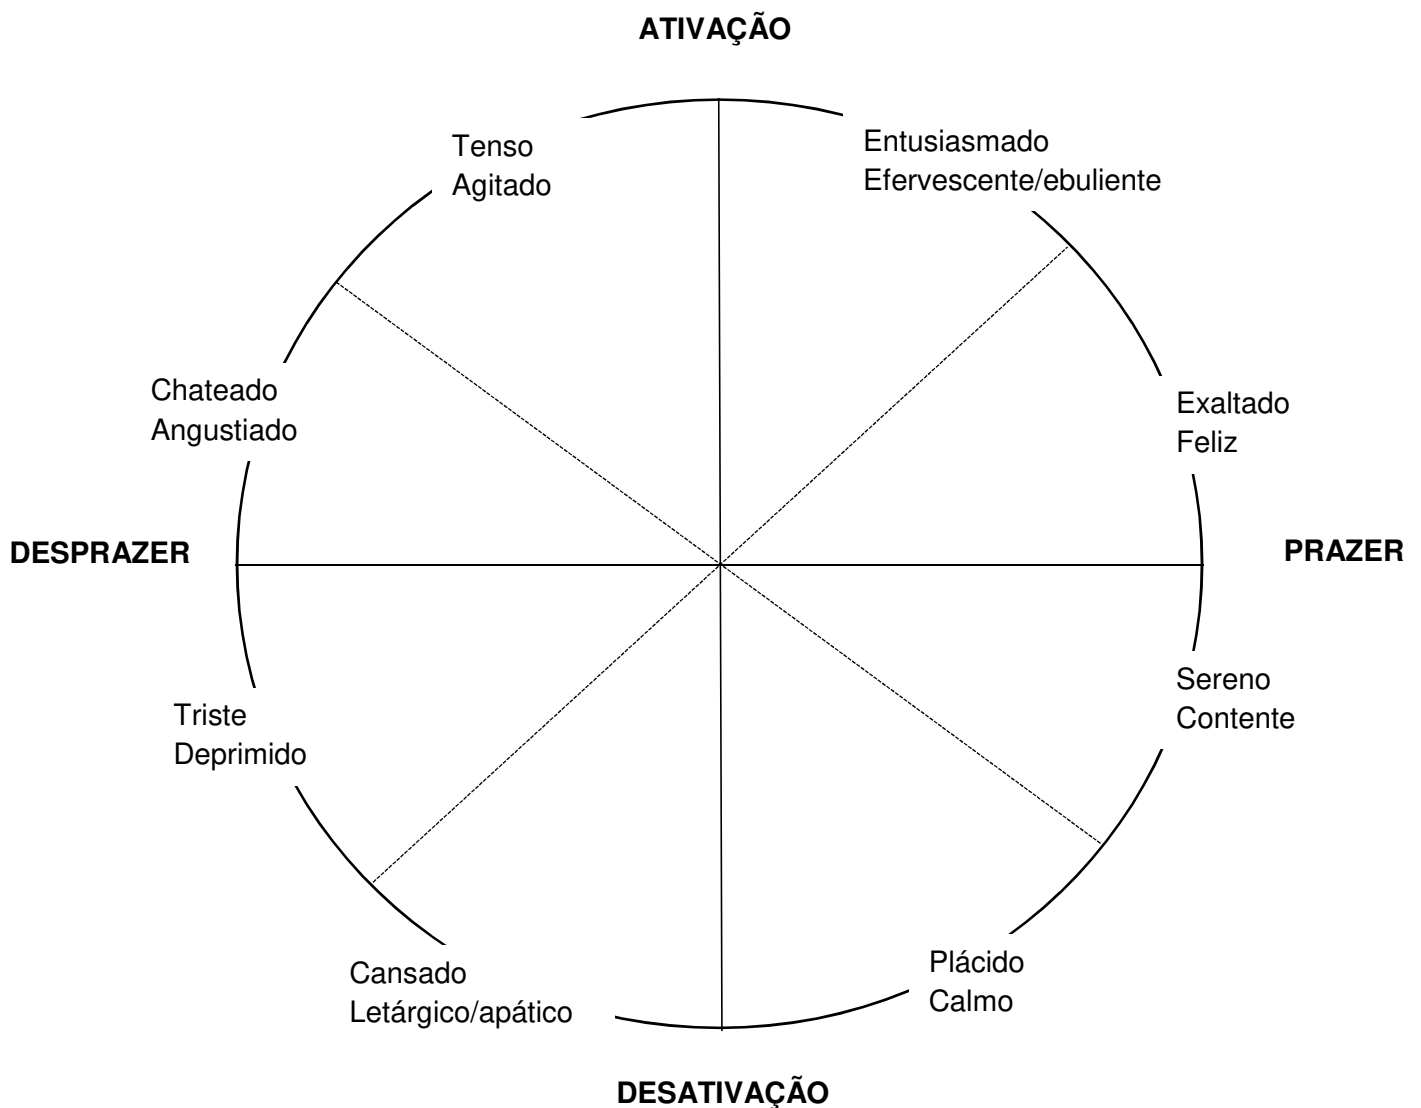 ATIVAÇÃO
Tenso
Agitado
Entusiasmado
Efervescente/ebuliente
Chateado
Angustiado
Exaltado
Feliz
DESPRAZER
PRAZER
Triste
Deprimido
Sereno
Contente
Cansado
Letárgico/apático
Plácido
Calmo
DESATIVAÇÃO